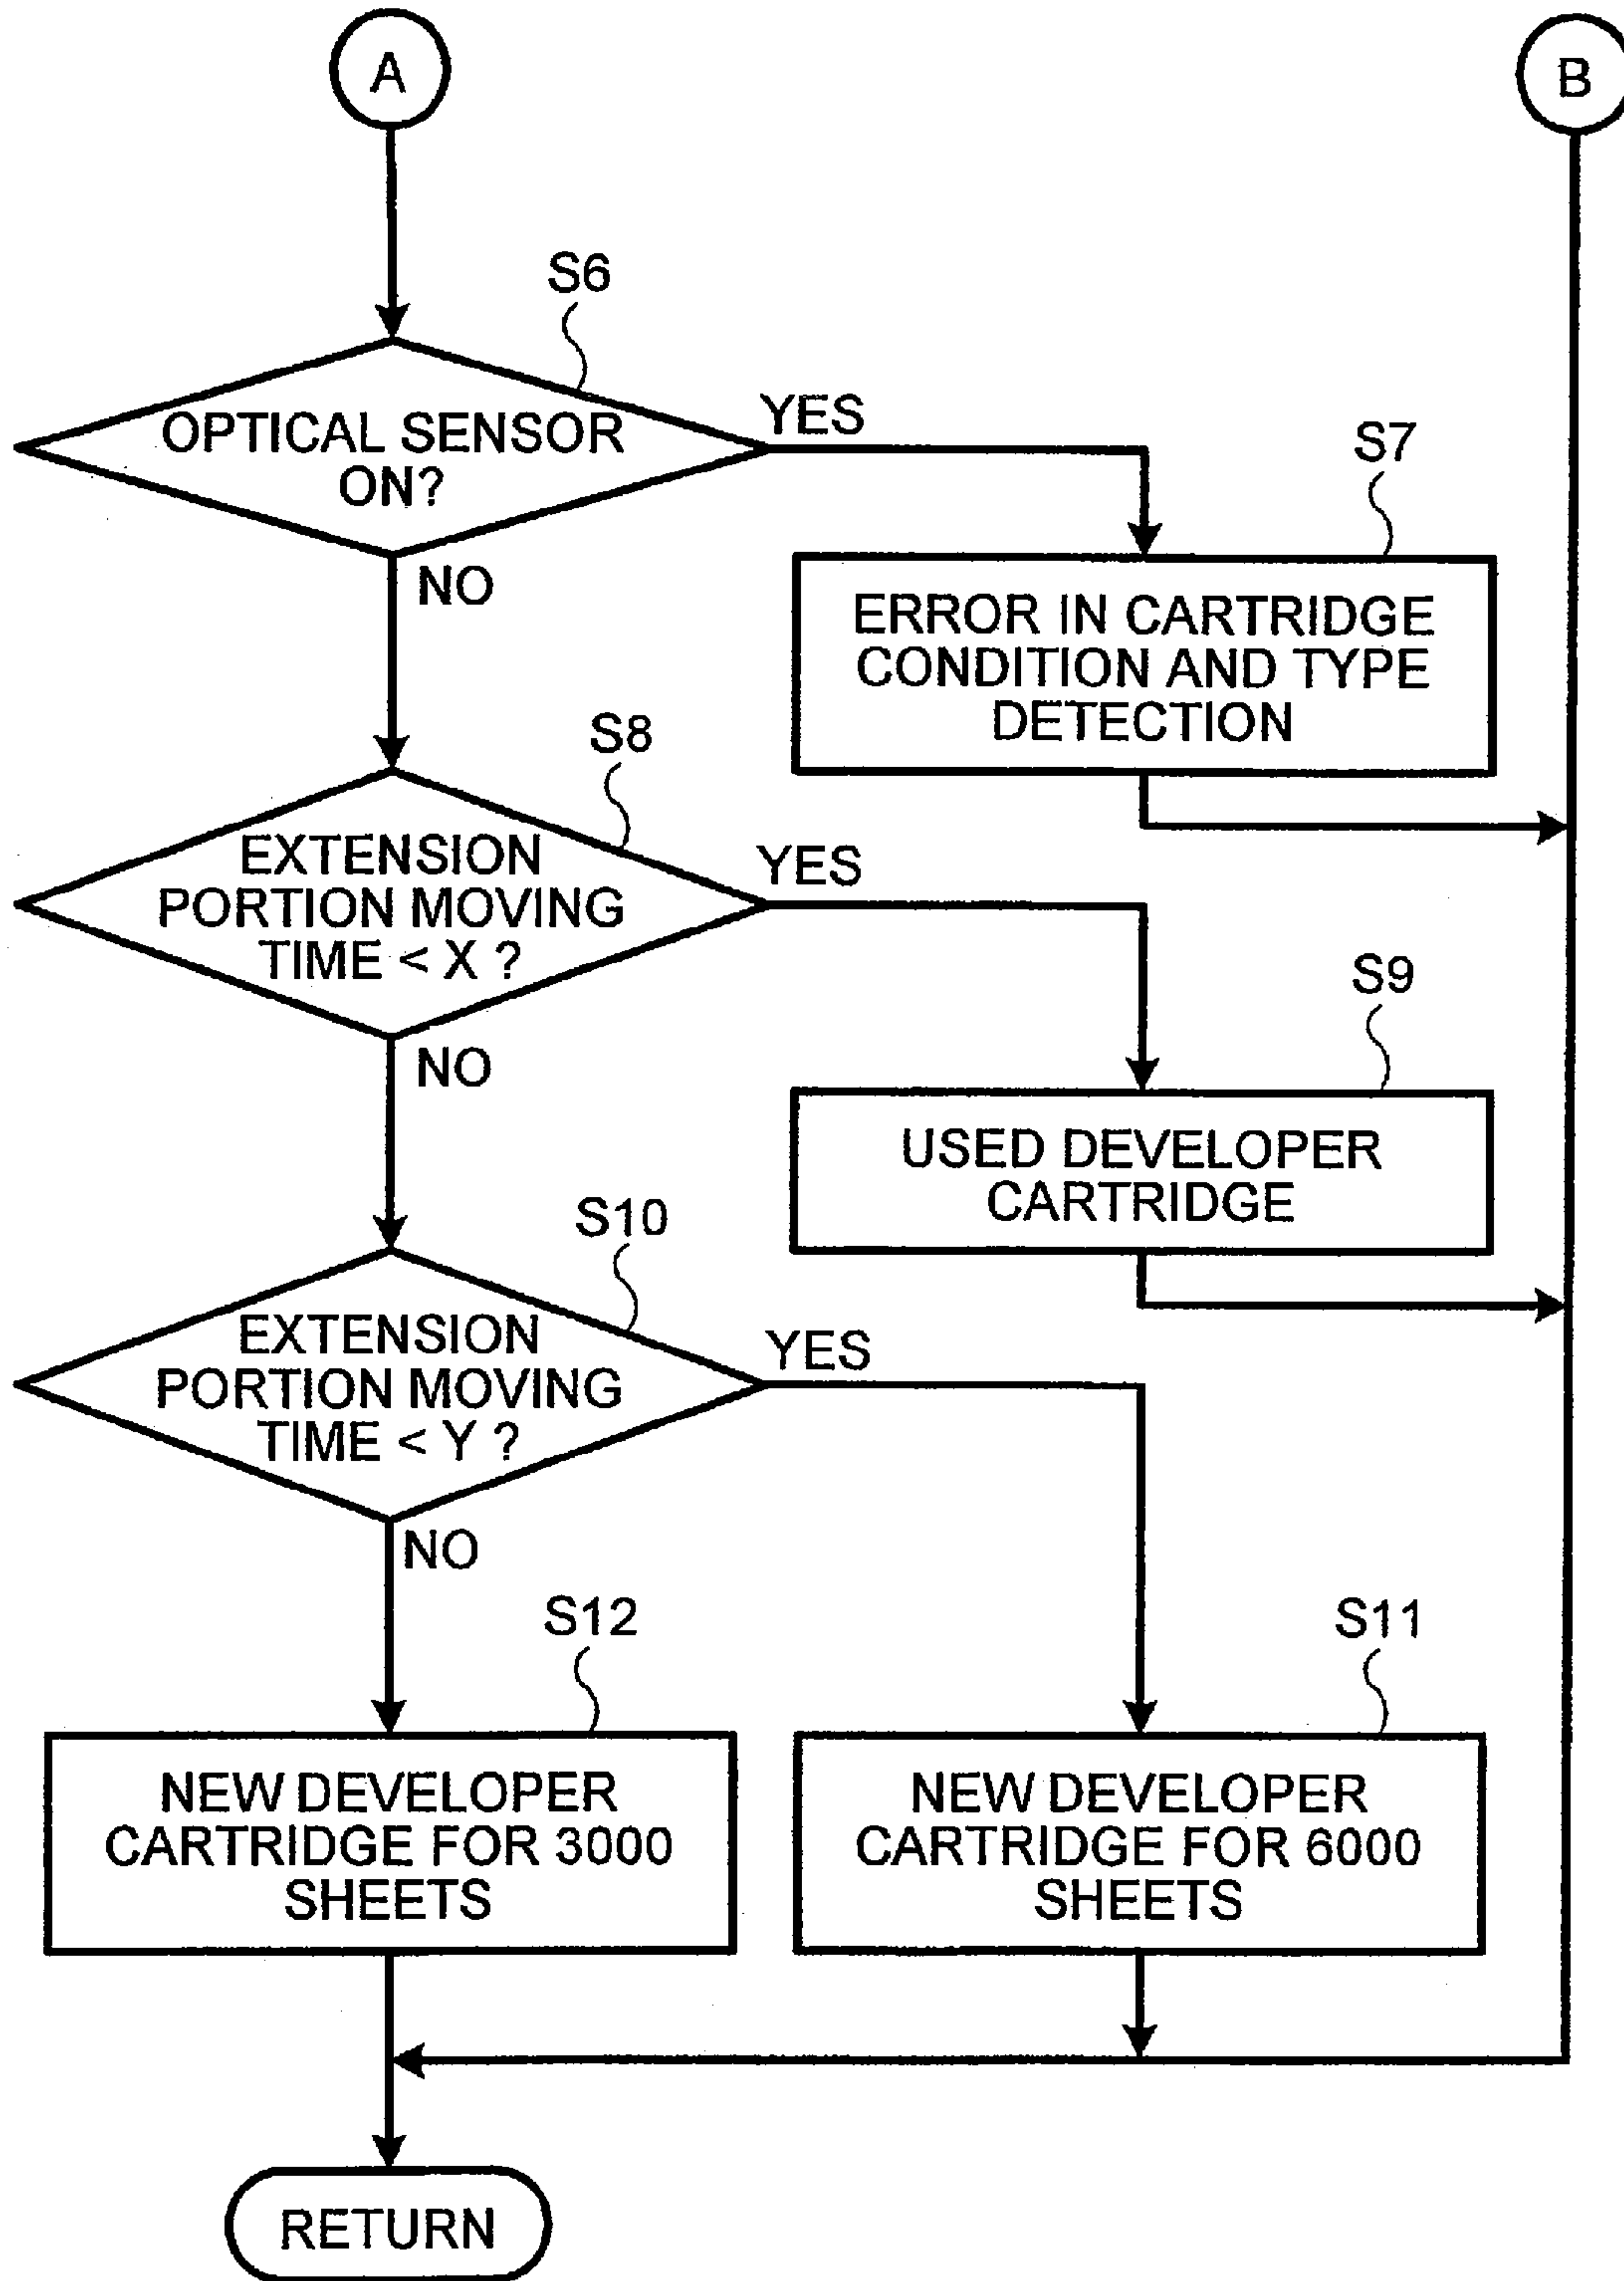 A
B
S6
OPTICAL SENSOR
ON?
YES
NO
S7
ERROR IN CARTRIDGE
CONDITION AND TYPE
DETECTION
S8
EXTENSION
PORTION MOVING
TIME < X ?
YES
NO
S9
USED DEVELOPER
CARTRIDGE
S10
EXTENSION
PORTION MOVING
TIME < Y ?
YES
NO
S12
NEW DEVELOPER
CARTRIDGE FOR 3000
SHEETS
S11
NEW DEVELOPER
CARTRIDGE FOR 6000
SHEETS
RETURN